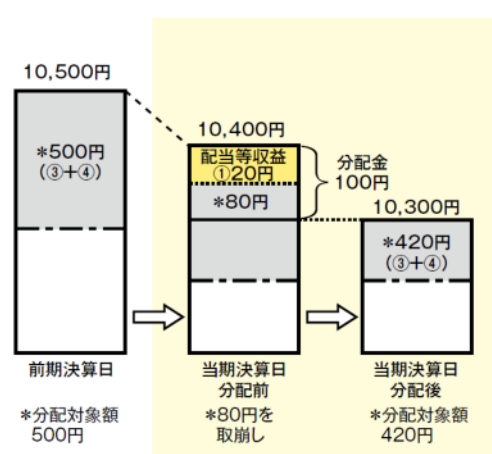 10,500円
*500円
(③+④)
10,400円
配当等収益
①20円
*80円
分配金
100円
10,300円
*420円
(③+④)
前期決算日
当期決算日
分配前
当期決算日
分配後
*分配対象額
500円
*80円を
取崩し
*分配対象額
420円